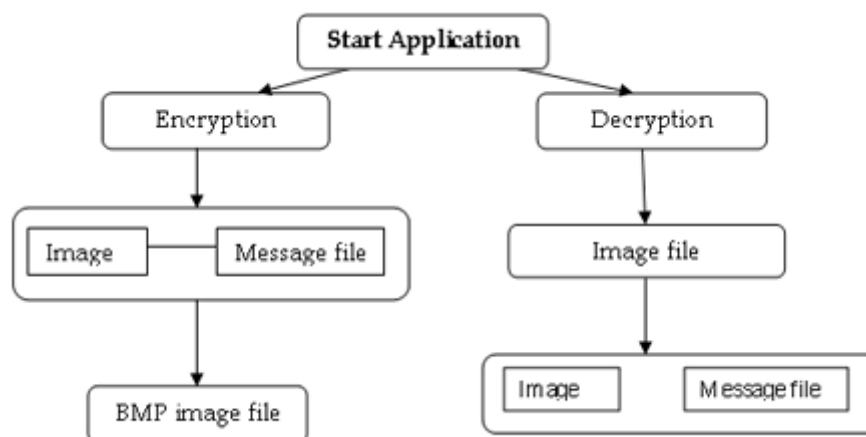 Start Application
Encryption
Decryption
Image
Message file
Image file
BMP image file
Image
Message file